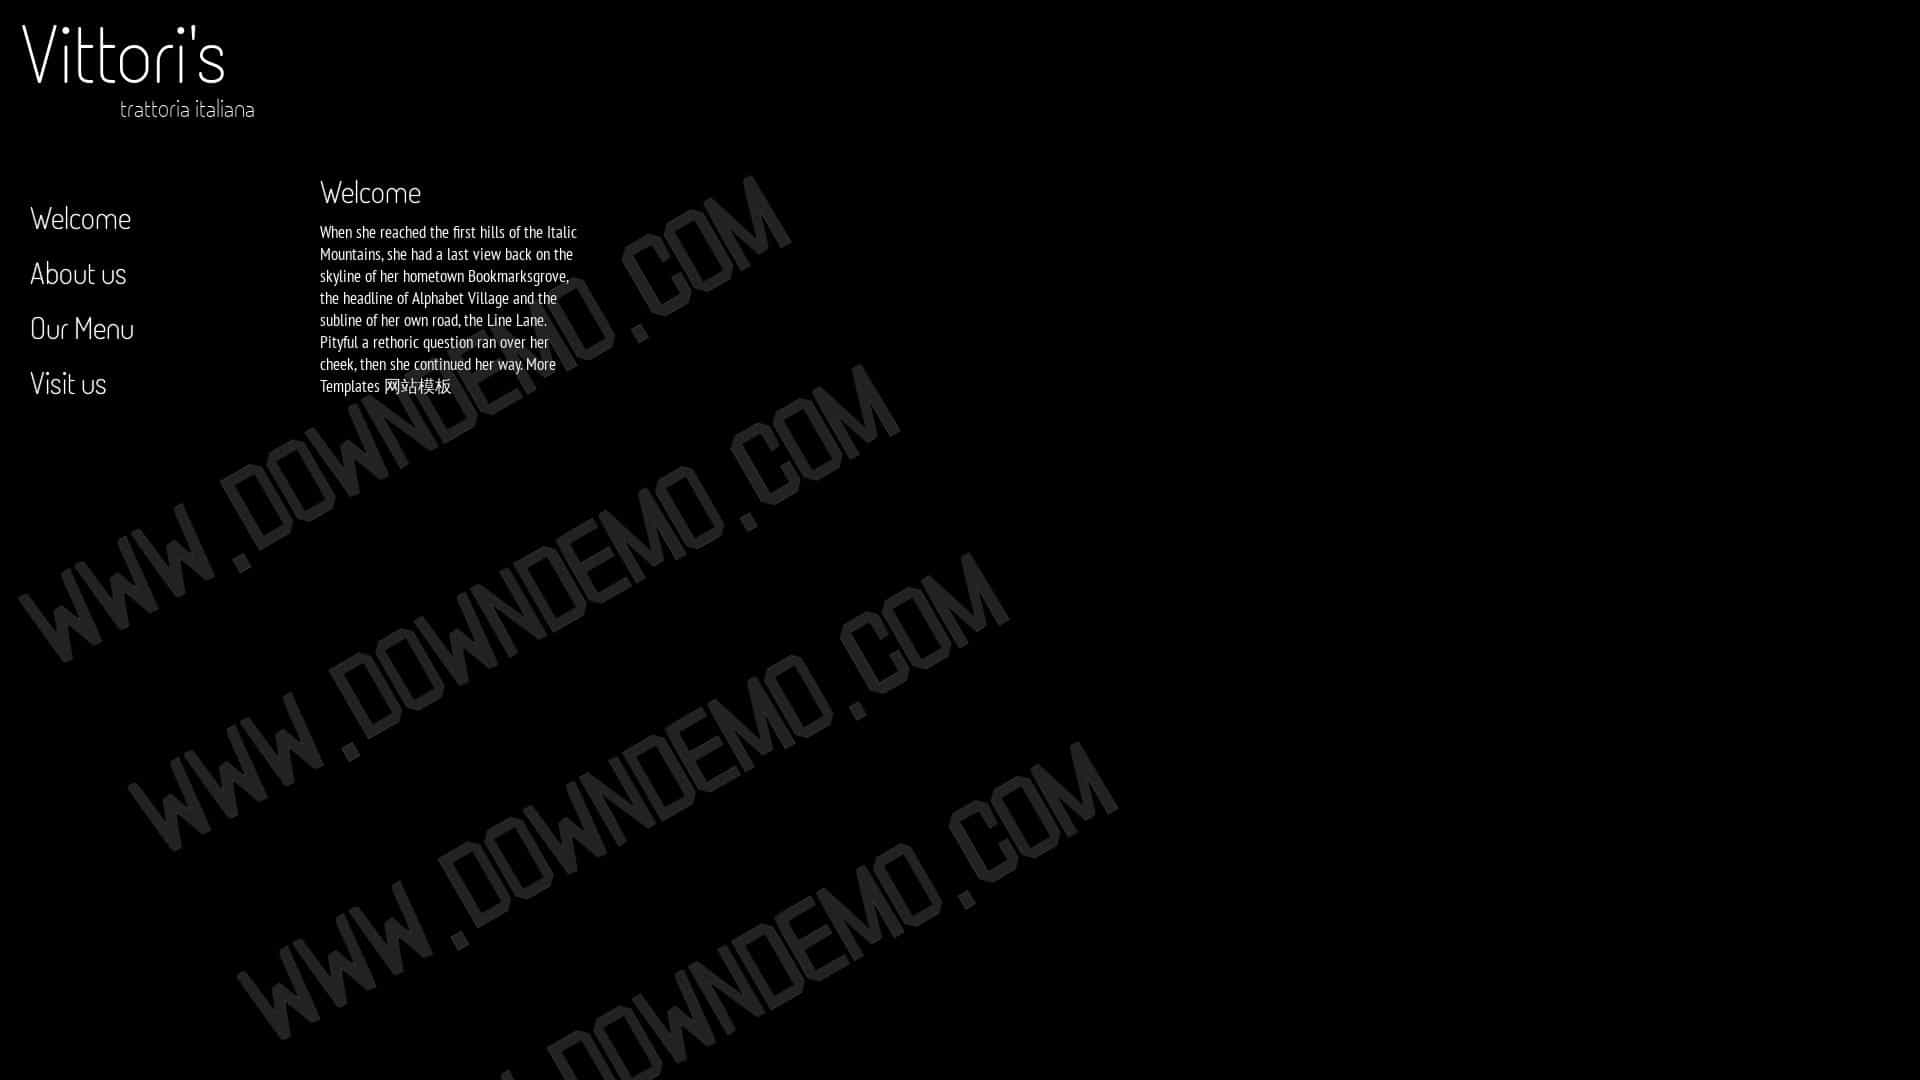 Vittori's
trattoria italiana
Welcome
About us
Our Menu
Visit us
Welcome
When she reached the first hills of the Italic
Mountains, she had a last view back on the
skyline of her hometown Bookmarksgrove,
the headline of Alphabet Village and the
subline of her own road, the Line Lane.
Pityful a rethoric question ran over her
cheek, then she continued her way. More
Templates 网站模板
WWW.DOWNDEMO.COM
WWW.DOWNDEMO.COM
WWW.DOWNDEMO.COM
DOWNDEMO.COM